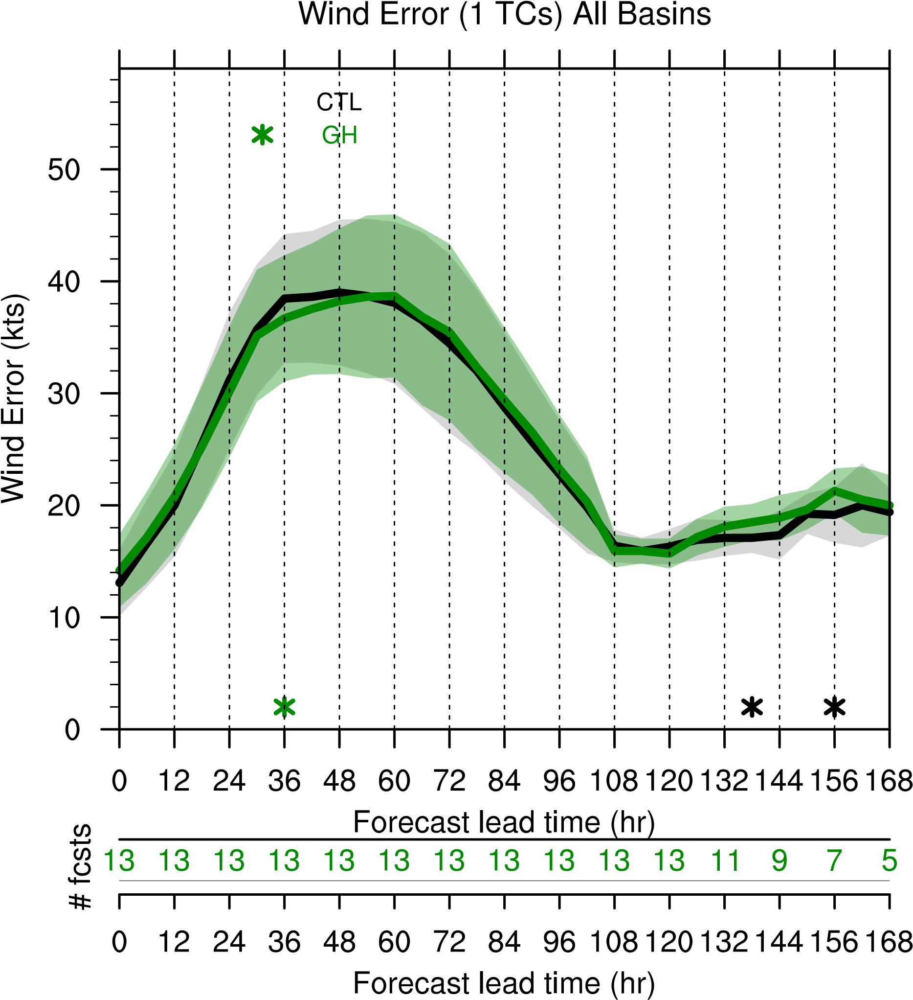 Wind Error (1 TCs) All Basins
CTL
GH
Wind Error (kts)
50
40
30
20
10
0
0 12 24 36 48 60 72 84 96 108 120 132 144 156 168
Forecast lead time (hr)
# fcsts
13 13 13 13 13 13 13 13 13 13 13 11 9 7 5
0 12 24 36 48 60 72 84 96 108 120 132 144 156 168
Forecast lead time (hr)